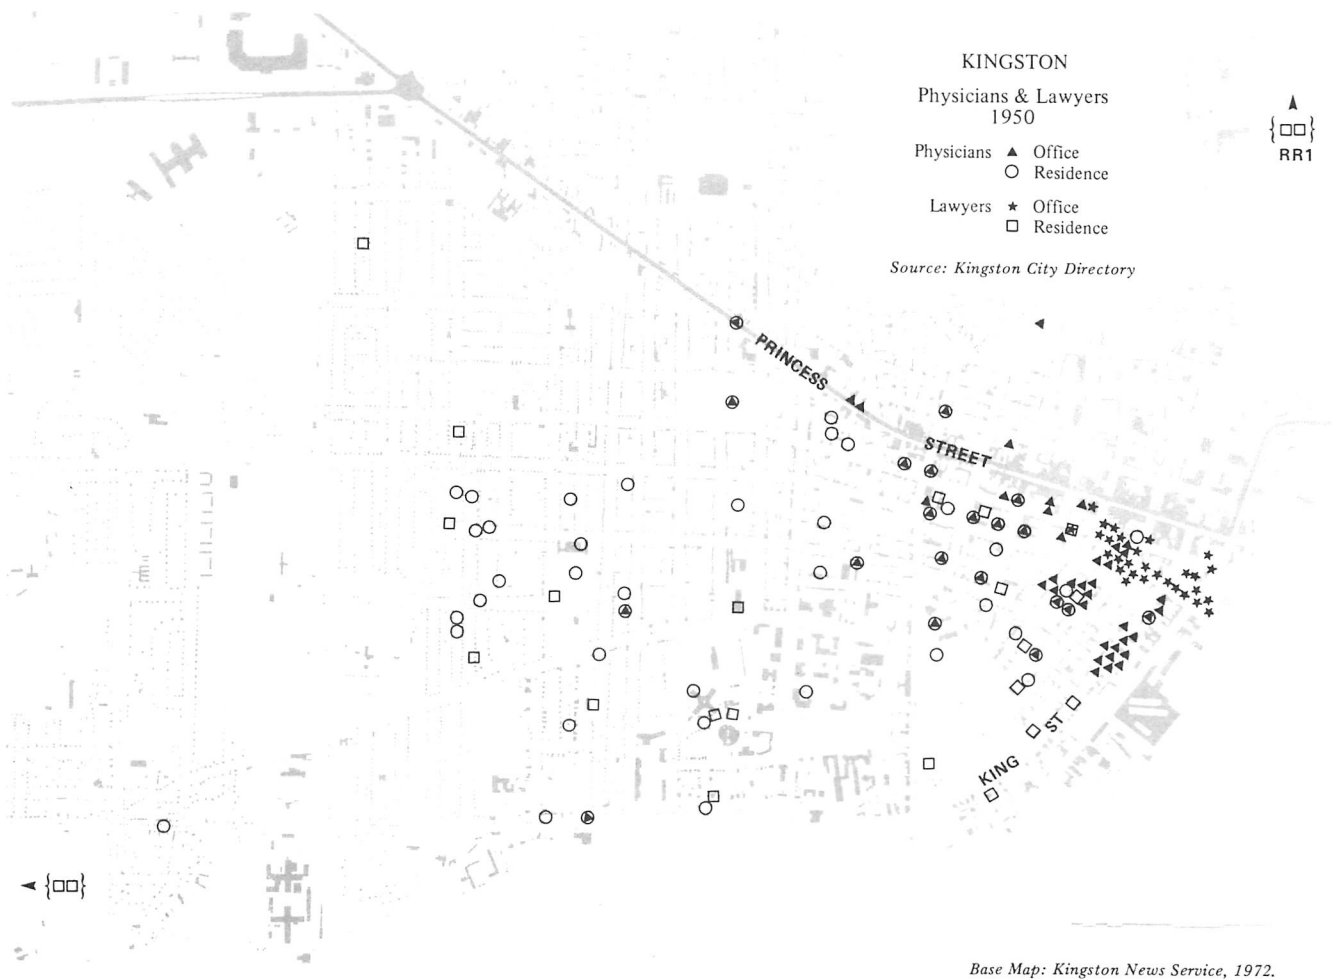 KINGSTON
Physicians & Lawyers
1950
Physicians ▲ Office
○ Residence
Lawyers ★ Office
□ Residence
Source: Kingston City Directory
RR1
PRINCESS
STREET
KING
ST
Base Map: Kingston News Service, 1972.